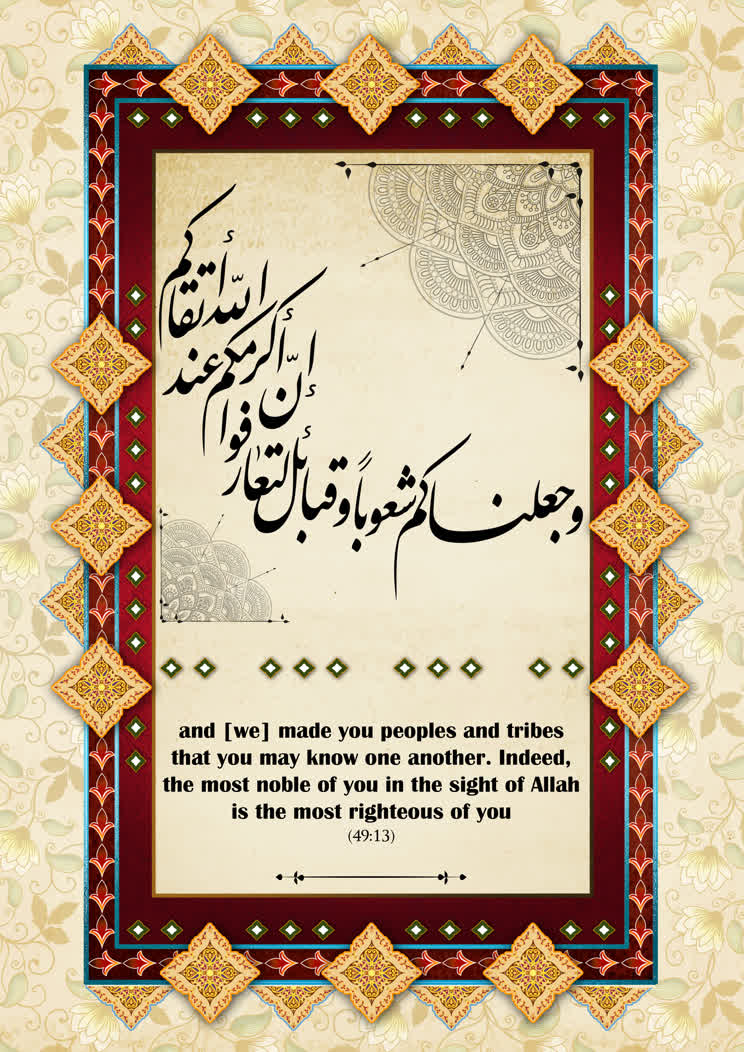 وجعلناكم شعوباً وقبائل لتعارفوا
إنّ أكرمكم عند
اللّه أتقاكم
and [we] made you peoples and tribes
that you may know one another. Indeed,
the most noble of you in the sight of Allah
is the most righteous of you
(49:13)